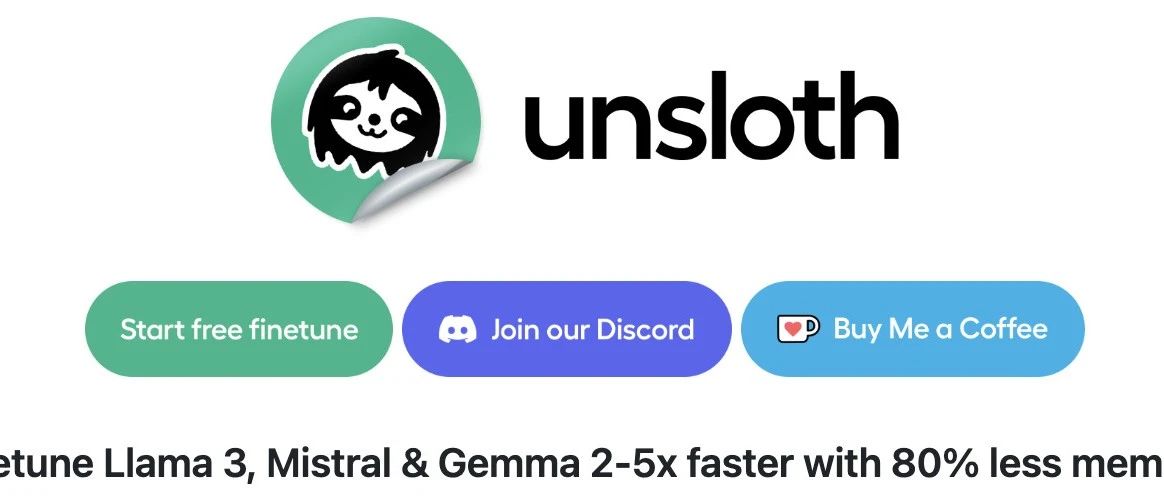 unsloth
Start free finetune Join our Discord Buy Me a Coffee
etune Llama 3, Mistral & Gemma 2-5x faster with 80% less mem